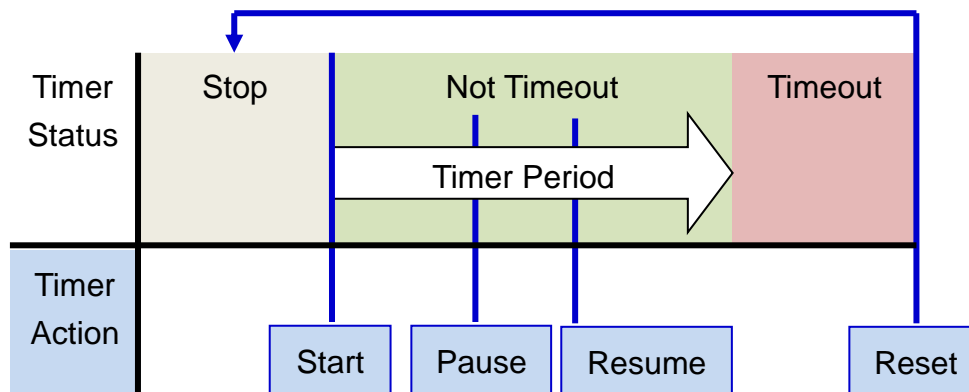 Timer
Status
Stop
Not Timeout
Timeout
Timer Period
Timer
Action
Start
Pause
Resume
Reset